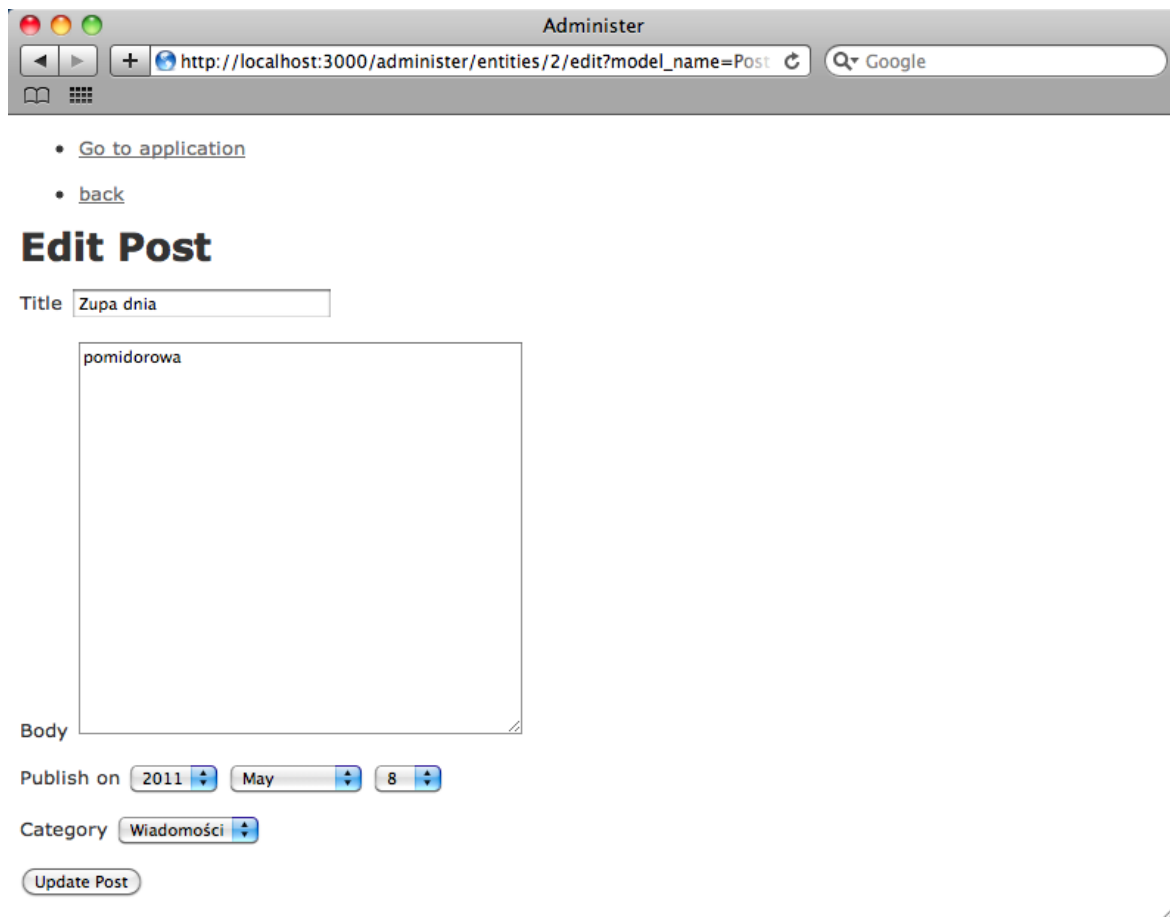 Administer
http://localhost:3000/administer/entities/2/edit?model_name=Post
Google
Go to application
back
Edit Post
Title Zupa dnia
pomidorowa
Body
Publish on 2011 May 8
Category Wiadomości
Update Post